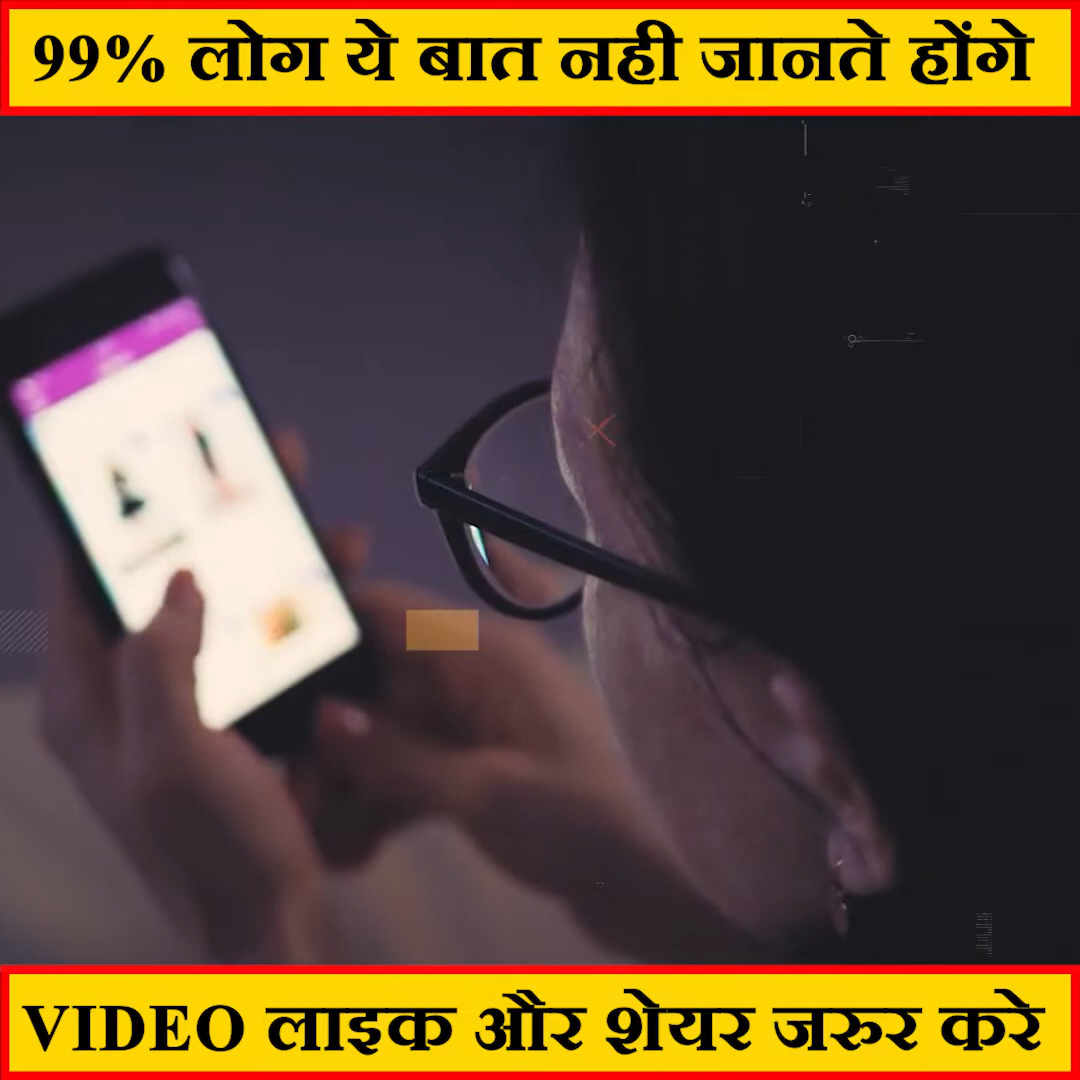 99% लोग ये बात नही जानते होंगे
VIDEO लाइक और शेयर जरुर करे